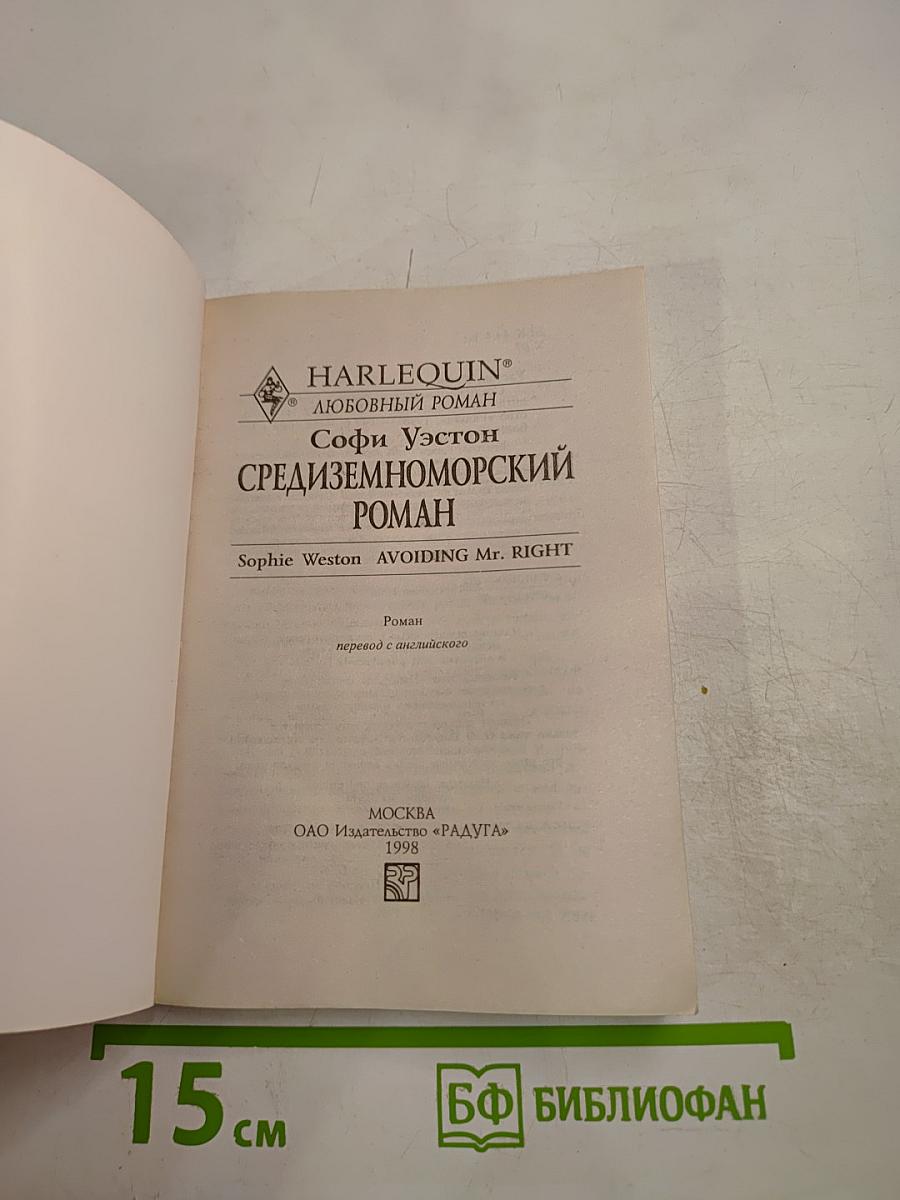 HARLEQUIN®
® ЛЮБОВНЫЙ РОМАН
Софи Уэстон
СРЕДИЗЕМНОМОРСКИЙ
РОМАН
Sophie Weston AVOIDING Mr. RIGHT
Роман
перевод с английского
МОСКВА
ОАО Издательство «РАДУГА»
1998
15 см
БФ БИБЛИОФАН